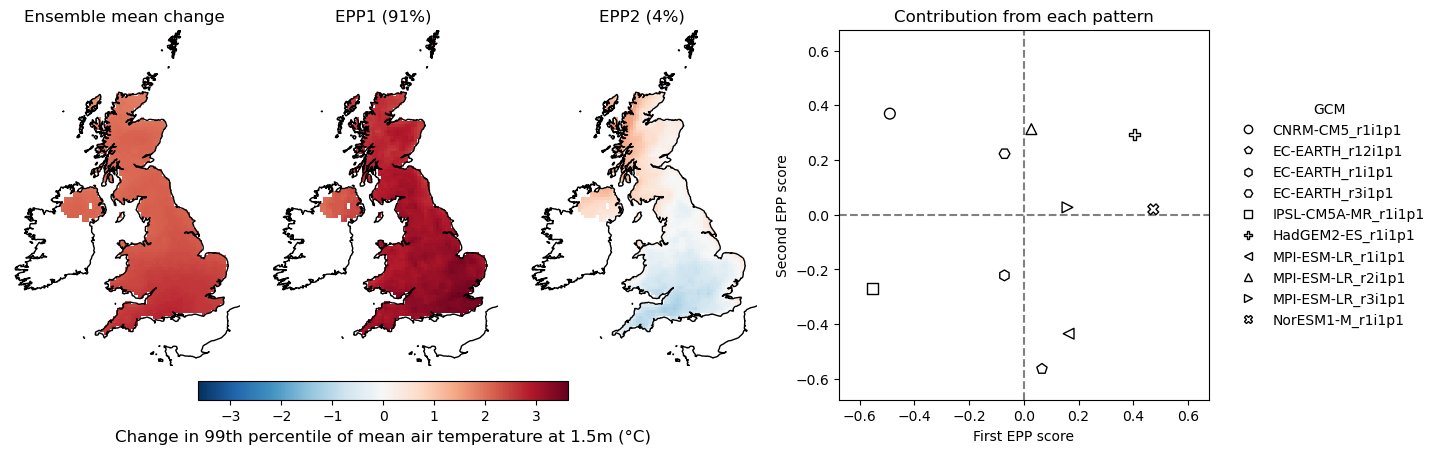 Ensemble mean change
EPP1 (91%)
EPP2 (4%)
Contribution from each pattern
0.6
0.4
0.2
0.0
−0.2
−0.4
−0.6
Second EPP score
−0.6
−0.4
−0.2
0.0
0.2
0.4
0.6
First EPP score
GCM
CNRM-CM5_r1i1p1
EC-EARTH_r12i1p1
EC-EARTH_r1i1p1
EC-EARTH_r3i1p1
IPSL-CM5A-MR_r1i1p1
HadGEM2-ES_r1i1p1
MPI-ESM-LR_r1i1p1
MPI-ESM-LR_r2i1p1
MPI-ESM-LR_r3i1p1
NorESM1-M_r1i1p1
−3
−2
−1
0
1
2
3
Change in 99th percentile of mean air temperature at 1.5m (°C)